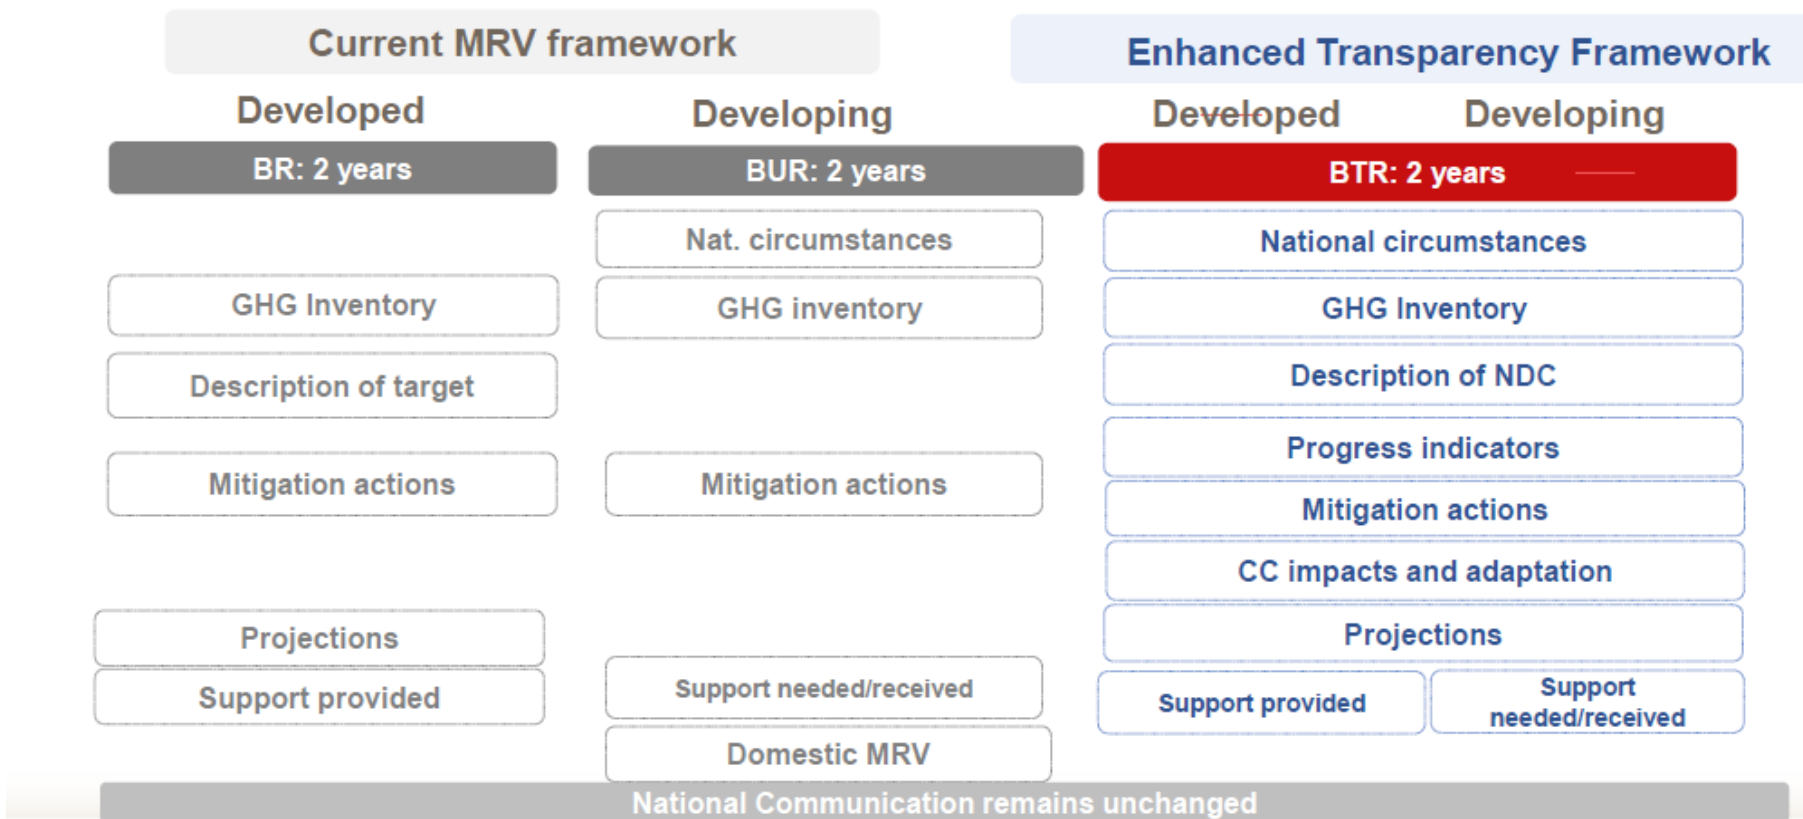 Current MRV framework
Enhanced Transparency Framework
Developed
Developing
Developed
Developing
BR: 2 years
BUR: 2 years
BTR: 2 years
Nat. circumstances
National circumstances
GHG Inventory
GHG inventory
GHG Inventory
Description of target
Description of NDC
Progress indicators
Mitigation actions
Mitigation actions
Mitigation actions
CC impacts and adaptation
Projections
Projections
Support provided
Support needed/received
Support provided
Support
needed/received
Domestic MRV
National Communication remains unchanged